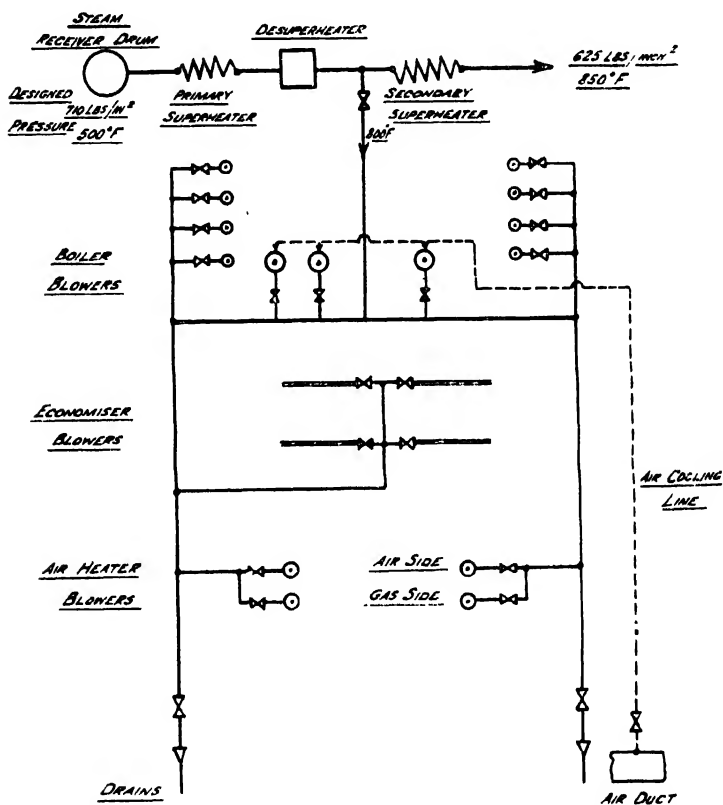 STEAM
RECEIVER DRUM
DESIGNED
710 LBS/IN²
PRESSURE
500°F
PRIMARY
SUPERHEATER
DESUPERHEATER
SECONDARY
SUPERHEATER
625 LBS/INCH²
850°F
800°F
BOILER
BLOWERS
ECONOMISER
BLOWERS
AIR COOLING
LINE
AIR HEATER
BLOWERS
AIR SIDE
GAS SIDE
DRAINS
AIR DUCT